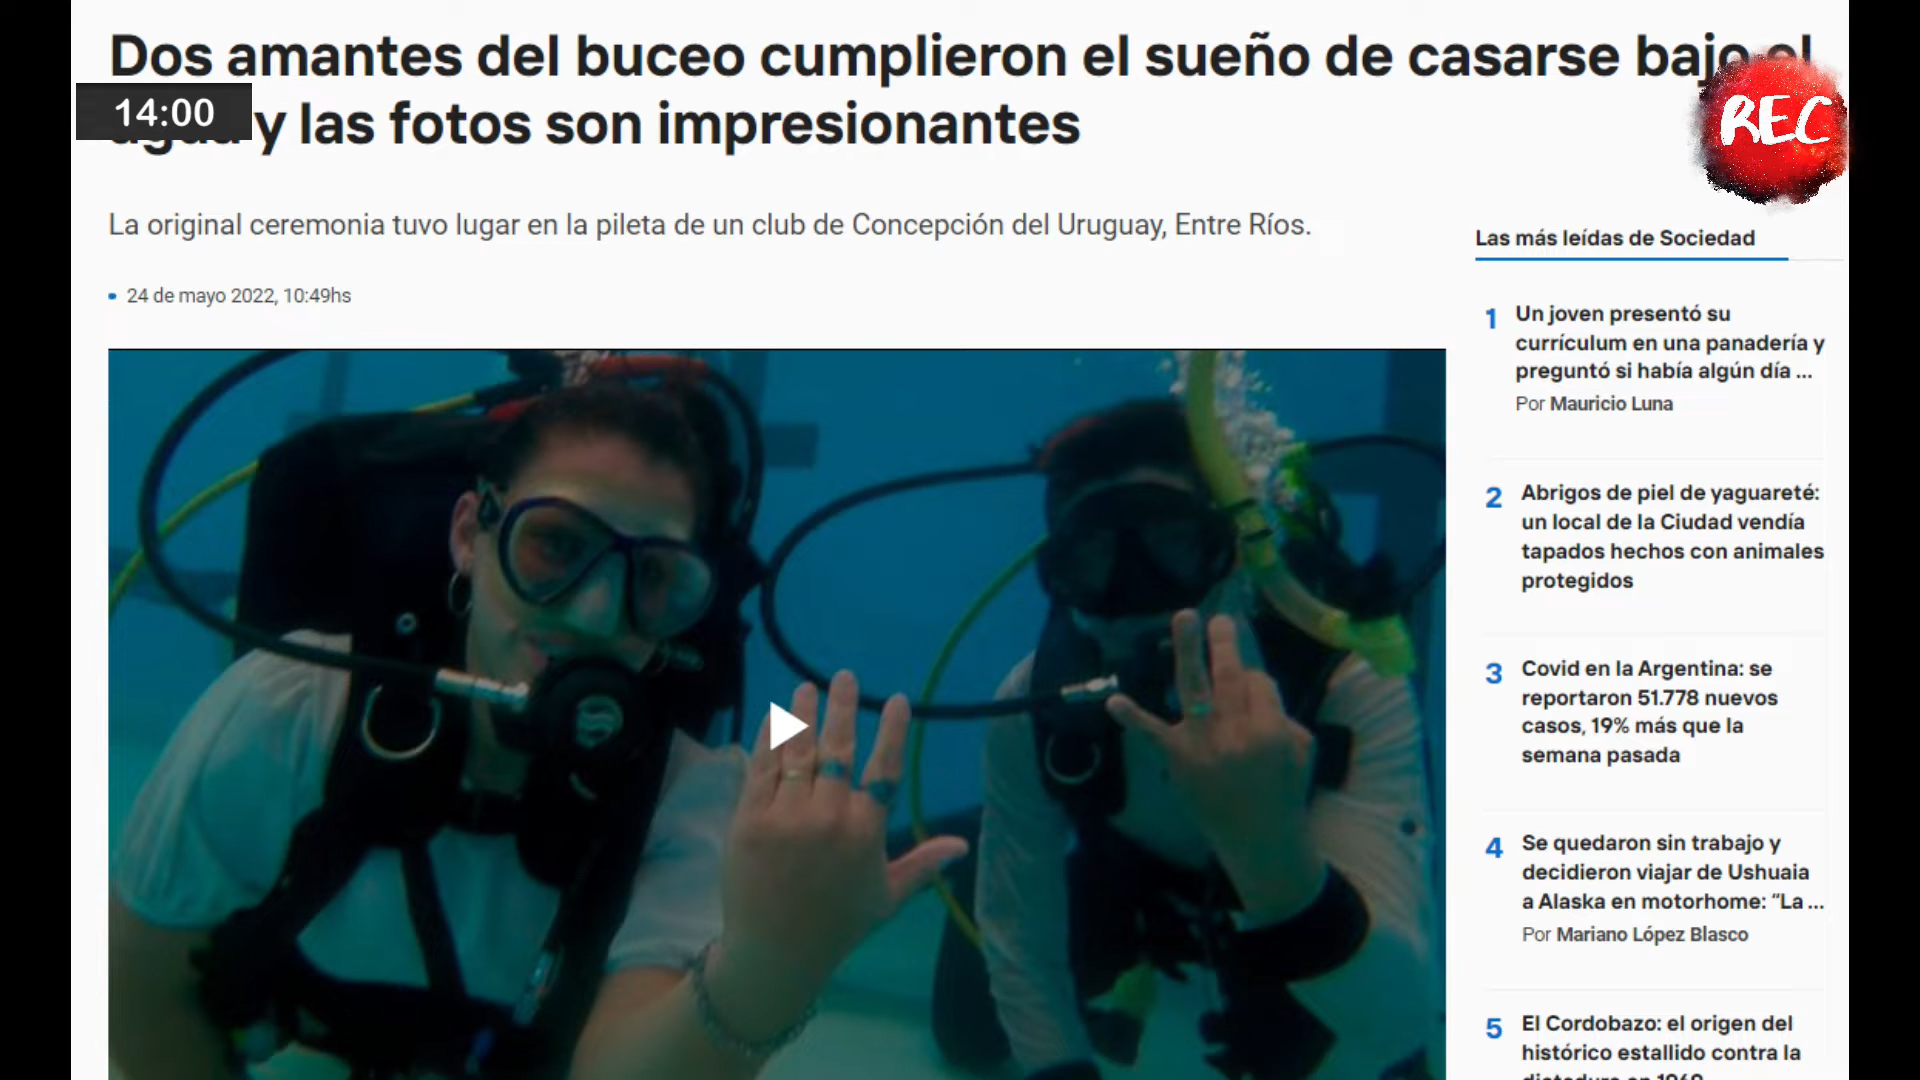 Dos amantes del buceo cumplieron el sueño de casarse bajo el
14:00
y las fotos son impresionantes
REC
La original ceremonia tuvo lugar en la pileta de un club de Concepción del Uruguay, Entre Ríos.
24 de mayo 2022, 10:49hs
Las más leídas de Sociedad
1 Un joven presentó su
currículum en una panadería y
preguntó si había algún día ...
Por Mauricio Luna
2 Abrigos de piel de yaguareté:
un local de la Ciudad vendía
tapados hechos con animales
protegidos
3 Covid en la Argentina: se
reportaron 51.778 nuevos
casos, 19% más que la
semana pasada
4 Se quedaron sin trabajo y
decidieron viajar de Ushuaia
a Alaska en motorhome: “La ...
Por Mariano López Blasco
5 El Cordobazo: el origen del
histórico estallido contra la